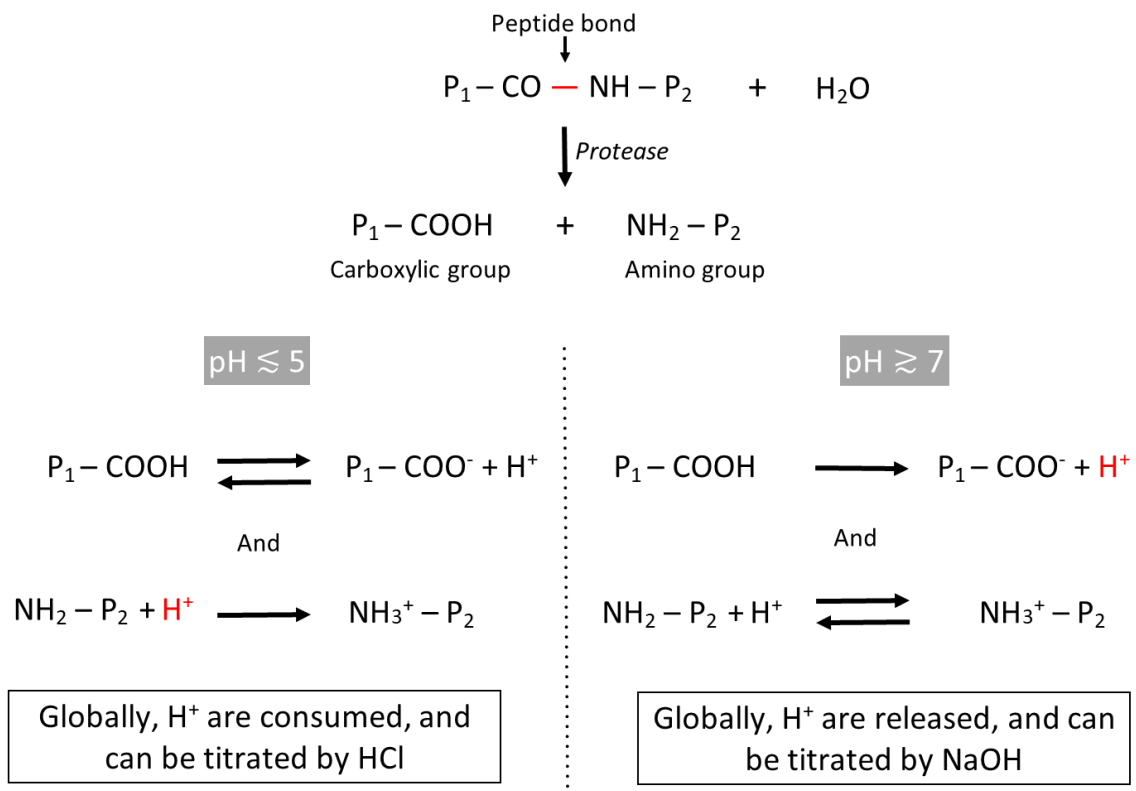 Peptide bond
P₁ – CO — NH – P₂ + H₂O
Protease
P₁ – COOH + NH₂ – P₂
Carboxylic group Amino group
pH ≲ 5
P₁ – COOH P₁ – COO⁻ + H⁺
And
NH₂ – P₂ + H⁺ NH₃⁺ – P₂
Globally, H⁺ are consumed, and
can be titrated by HCl
pH ≳ 7
P₁ – COOH P₁ – COO⁻ + H⁺
And
NH₂ – P₂ + H⁺ NH₃⁺ – P₂
Globally, H⁺ are released, and can
be titrated by NaOH